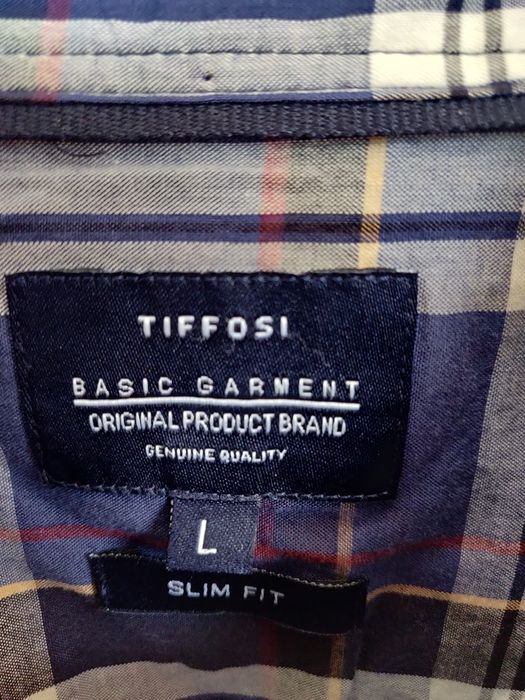 TIFFOSI
BASIC GARMENT
ORIGINAL PRODUCT BRAND
GENUINE QUALITY
L
SLIM FIT